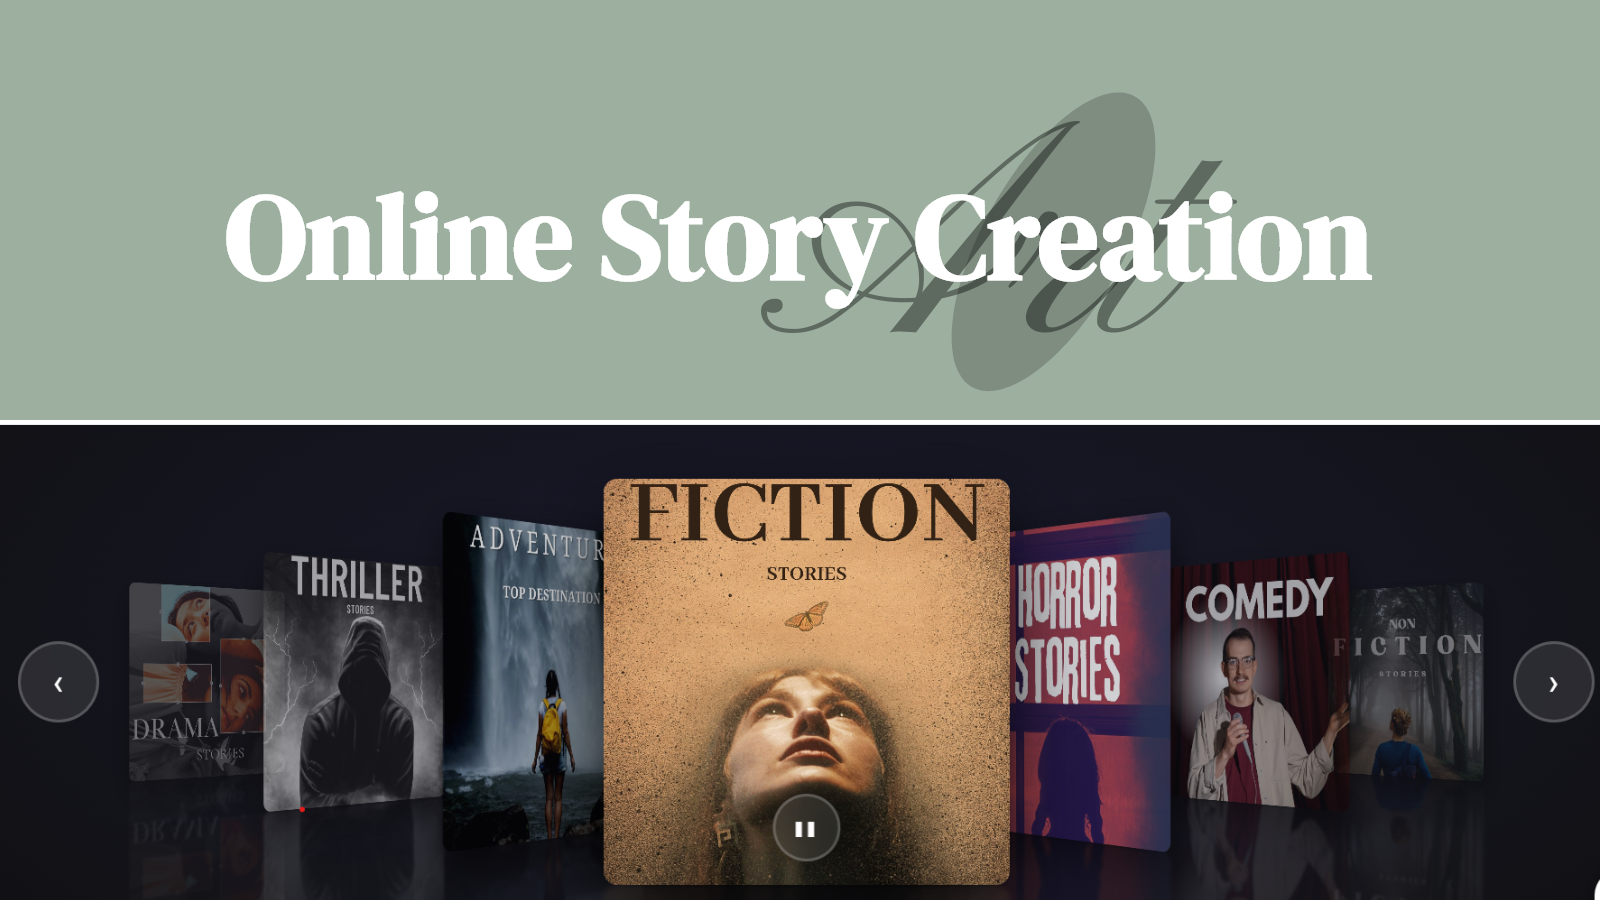 Online Story Creation
Art
DRAMA
STORIES
THRILLER
STORIES
ADVENTUR
TOP DESTINATION
FICTION
STORIES
HORROR
STORIES
COMEDY
NON
FICTION
STORIES
DRAMA